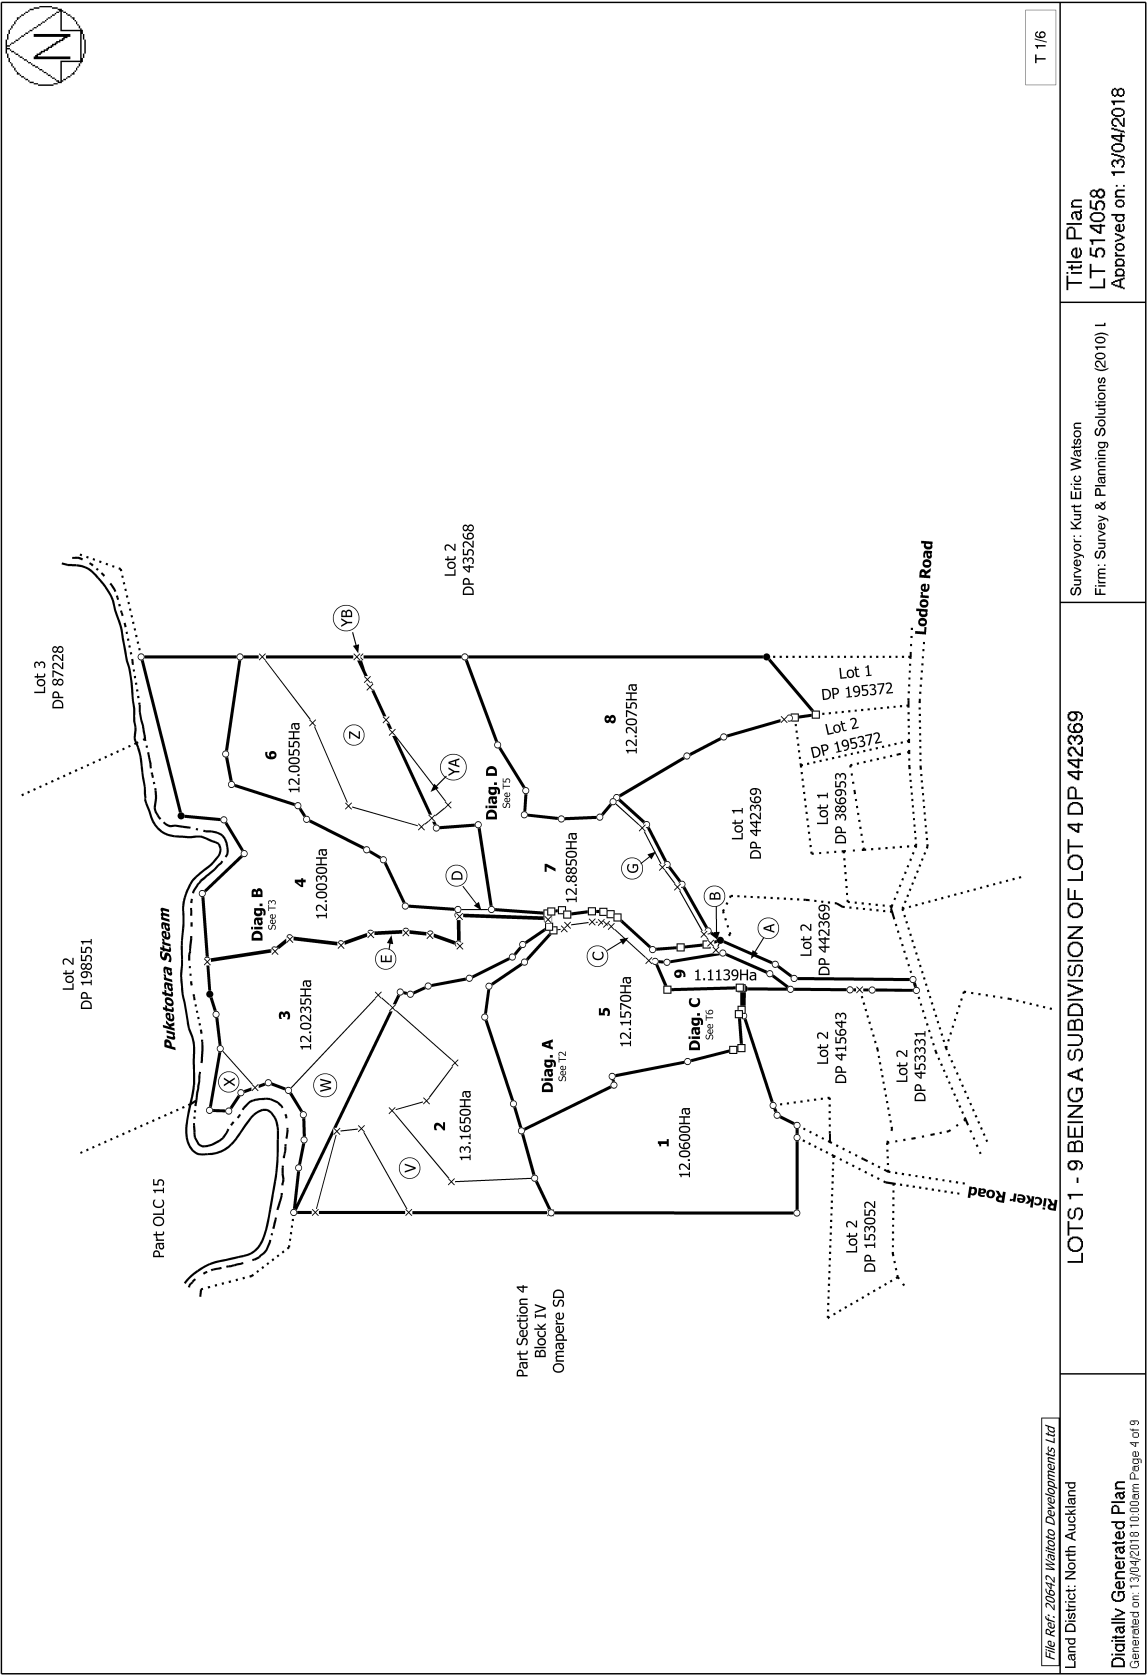 N
T 1/6
Lot 3
DP 87228
Lot 2
DP 198551
Part OLC 15
Puketotara Stream
Lot 2
DP 435268
Part Section 4
Block IV
Omapere SD
YB
6
12.0055Ha
Z
YA
Diag. D
See T5
8
12.2075Ha
4
12.0030Ha
Diag. B
See T3
E
D
7
12.8850Ha
G
C
B
A
X
3
12.0235Ha
W
V
2
13.1650Ha
Diag. A
See T2
5
12.1570Ha
9
1.1139Ha
Diag. C
See T6
1
12.0600Ha
Lot 1
DP 195372
Lot 2
DP 195372
Lot 1
DP 386953
Lot 1
DP 442369
Lot 2
DP 442369
Lot 2
DP 415643
Lot 2
DP 453331
Lot 2
DP 153052
Lodore Road
Ricker Road
File Ref: 20642 Waitoto Developments Ltd
Land District: North Auckland
Digitally Generated Plan
Generated on: 13/04/2018 10:00am Page 4 of 9
LOTS 1 - 9 BEING A SUBDIVISION OF LOT 4 DP 442369
Surveyor: Kurt Eric Watson
Firm: Survey & Planning Solutions (2010) L
Title Plan
LT 514058
Approved on: 13/04/2018